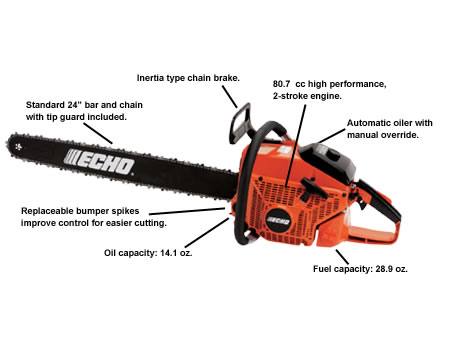 Inertia type chain brake.
80.7 cc high performance,
2-stroke engine.
Standard 24" bar and chain
with tip guard included.
Automatic oiler with
manual override.
ECHO
Replaceable bumper spikes
improve control for easier cutting.
ECHO
Oil capacity: 14.1 oz.
Fuel capacity: 28.9 oz.